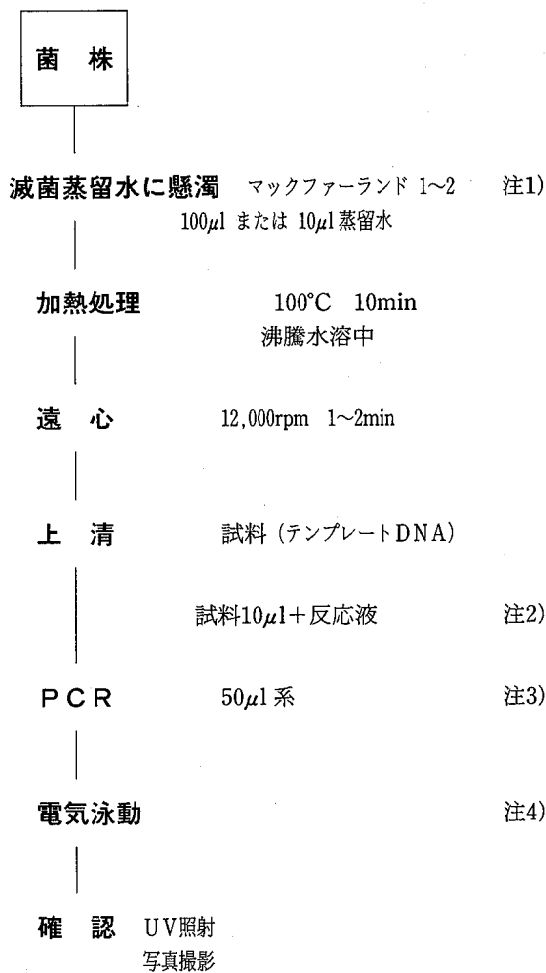 菌　株
滅菌蒸留水に懸濁　マックファーランド 1～2　注1)
100μl または 10μl蒸留水
加熱処理　100℃　10min
沸騰水溶中
遠　心　12,000rpm　1～2min
上　清　試料 (テンプレートDNA)
試料10μl＋反応液　注2)
ＰＣＲ　50μl 系　注3)
電気泳動　注4)
確　認　UV照射
写真撮影